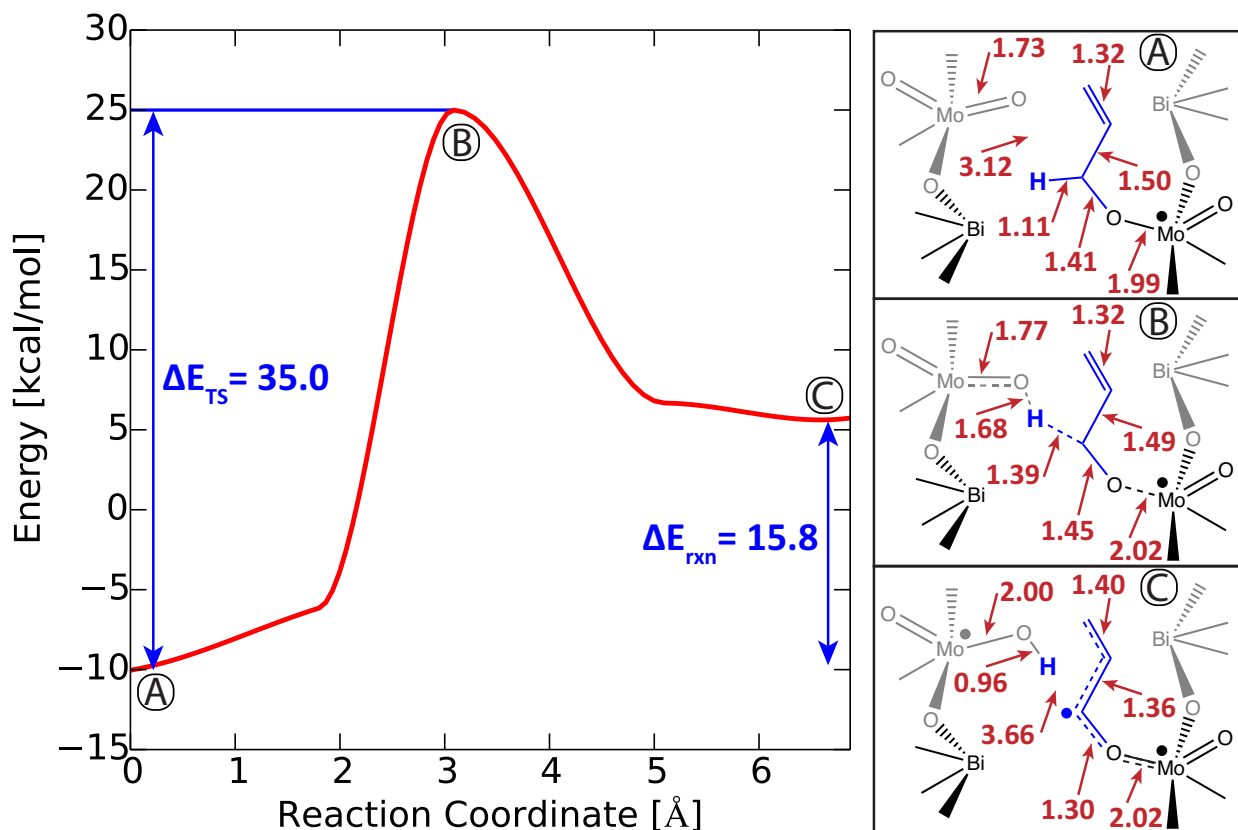 Energy [kcal/mol]
30
25
20
15
10
5
0
−5
−10
−15
0 1 2 3 4 5 6
Reaction Coordinate [Å]
ΔE_TS = 35.0
ΔE_rxn = 15.8
A
B
C
A
1.73 1.32
O Mo O Bi
3.12
H 1.50
O O
O O
Bi 1.11 Mo
1.41
1.99
B
1.32
1.77
O Mo O Bi
1.68 H
1.49
O O
1.39 O
Bi O Mo
1.45 2.02
C
1.40
2.00
O Mo O Bi
0.96 H
1.36
O O
3.66 O
Bi O Mo
1.30 2.02